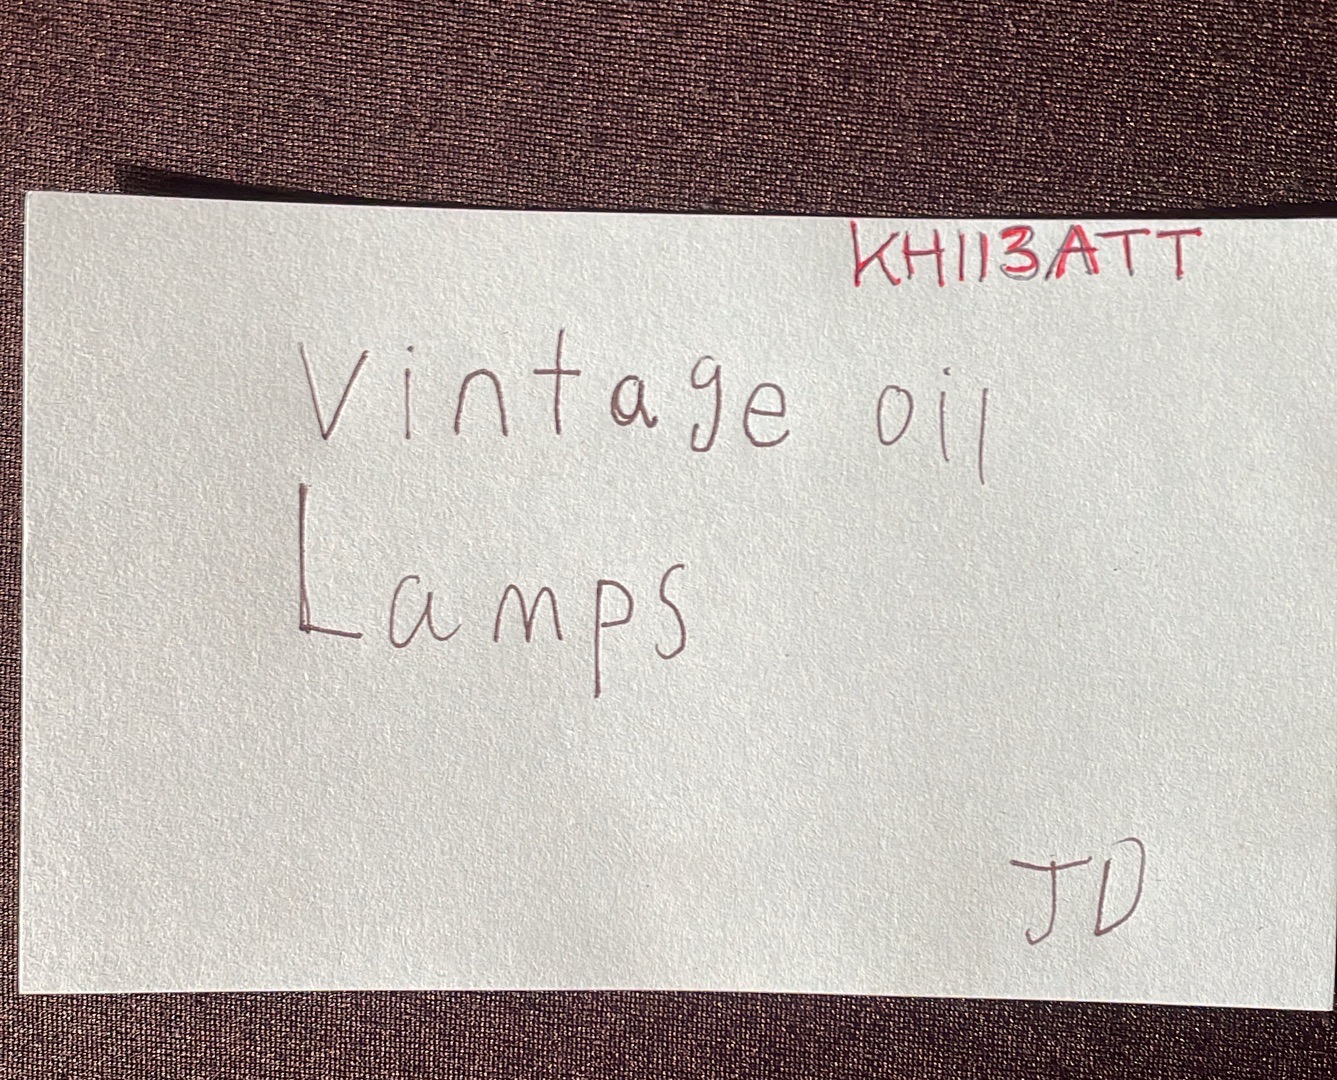 KH113ATT
Vintage oil
Lamps
JD